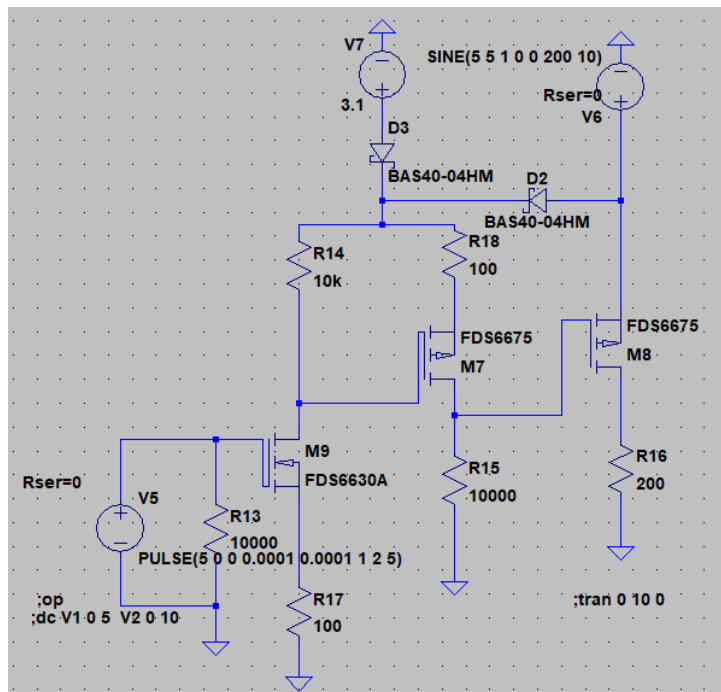 V7
SINE(5 5 1 0 0 200 10)
3.1
Rser=0
V6
D3
BAS40-04HM
D2
BAS40-04HM
R14
10k
R18
100
FDS6675
M7
FDS6675
M8
M9
FDS6630A
Rser=0
V5
R13
10000
PULSE(5 0 0 0.0001 0.0001 1 2 5)
R15
10000
R16
200
;op
;dc V1 0 5 V2 0 10
R17
100
;tran 0 10 0